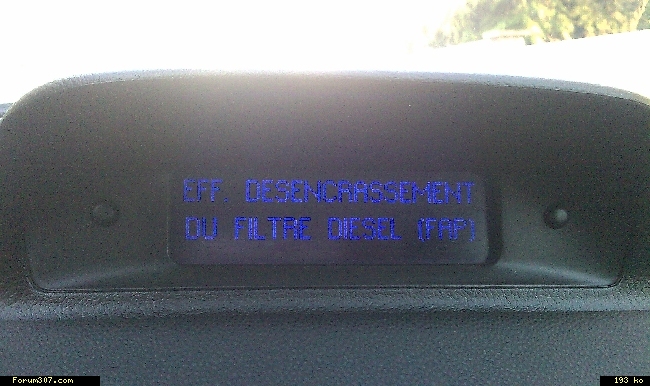 EFF. DESENCRASSEMENT
DU FILTRE DIESEL (FAP)
Forum307.com
193 ko